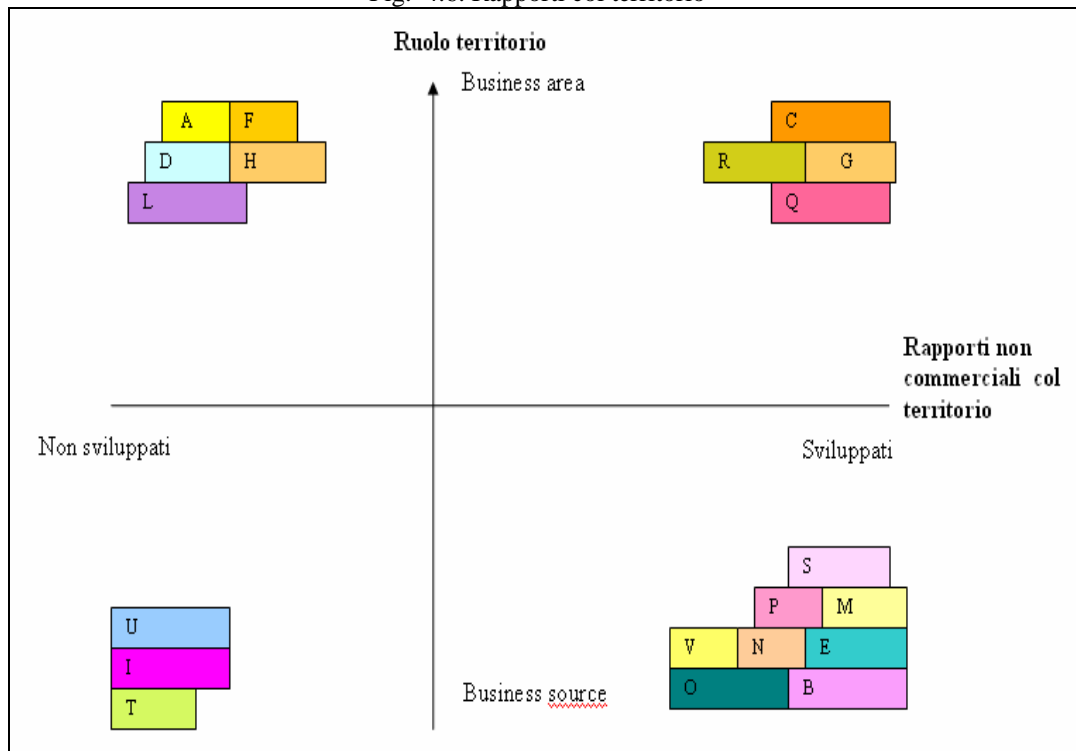 Ruolo territorio
Business area
A F
C
D H
R G
L
Q
Rapporti non
commerciali col
territorio
Non sviluppati
Sviluppati
S
P M
U
V N E
I
O B
T
Business source